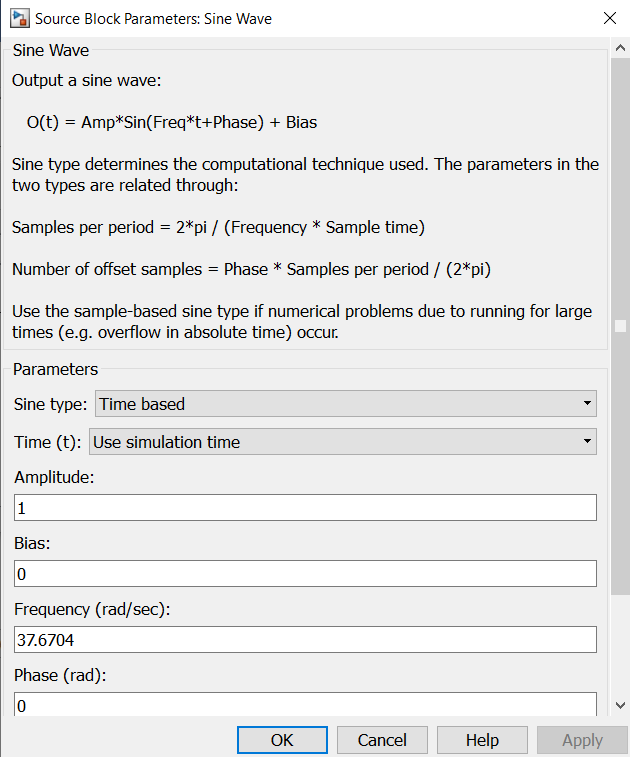 Source Block Parameters: Sine Wave
Sine Wave
Output a sine wave:
O(t) = Amp*Sin(Freq*t+Phase) + Bias
Sine type determines the computational technique used. The parameters in the
two types are related through:
Samples per period = 2*pi / (Frequency * Sample time)
Number of offset samples = Phase * Samples per period / (2*pi)
Use the sample-based sine type if numerical problems due to running for large
times (e.g. overflow in absolute time) occur.
Parameters
Sine type: Time based
Time (t): Use simulation time
Amplitude:
1
Bias:
0
Frequency (rad/sec):
37.6704
Phase (rad):
0
OK Cancel Help Apply